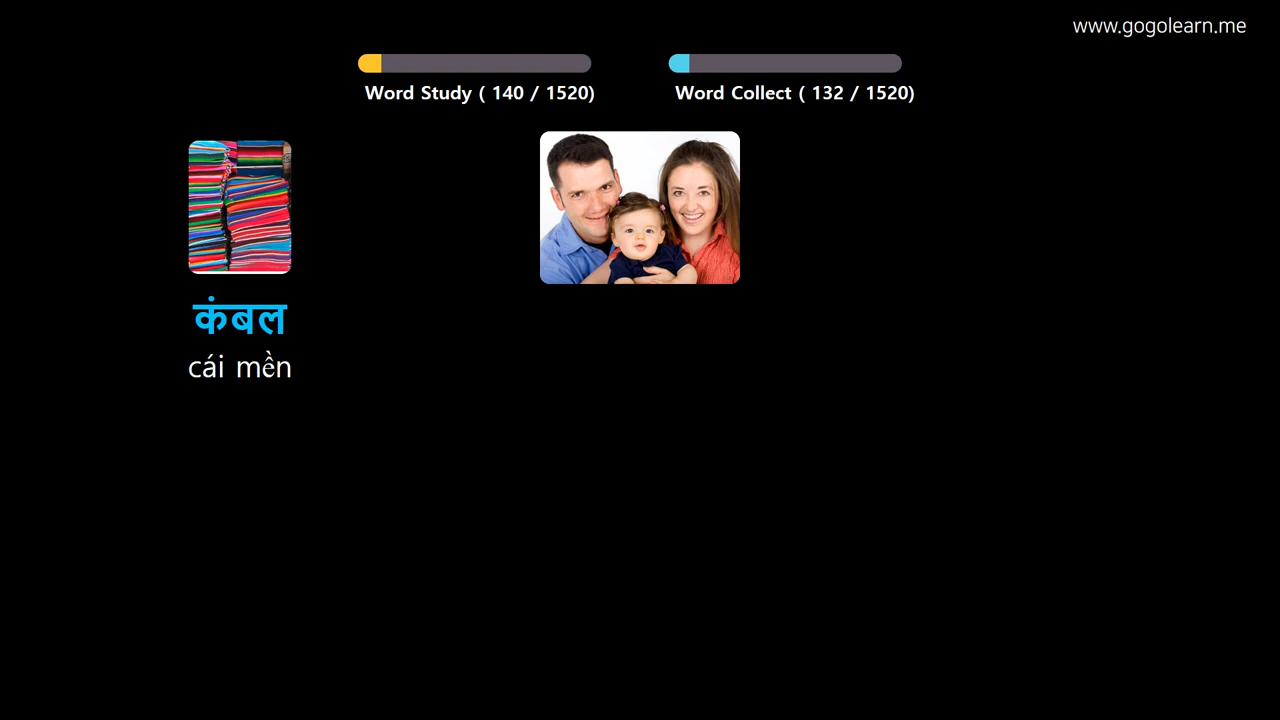 www.gogolearn.me
Word Study ( 140 / 1520)
Word Collect ( 132 / 1520)
कंबल
cái mền